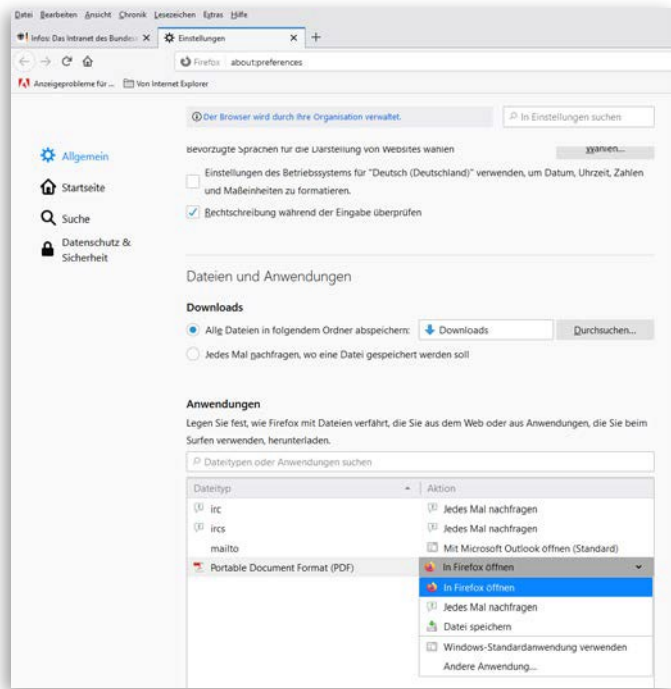 Datei Bearbeiten Ansicht Chronik Lesezeichen Extras Hilfe
Infos: Das Intranet des Bundes
Einstellungen
Firefox about:preferences
Anzeigeprobleme für ... Von Internet Explorer
Der Browser wird durch Ihre Organisation verwaltet.
In Einstellungen suchen
Bevorzugte Sprachen für die Darstellung von Websites wählen
Wählen...
Allgemein
Startseite
Suche
Datenschutz &
Sicherheit
Einstellungen des Betriebssystems für "Deutsch (Deutschland)" verwenden, um Datum, Uhrzeit, Zahlen
und Maßeinheiten zu formatieren.
Rechtschreibung während der Eingabe überprüfen
Dateien und Anwendungen
Downloads
Alle Dateien in folgendem Ordner abspeichern: Downloads Durchsuchen...
Jedes Mal nachfragen, wo eine Datei gespeichert werden soll
Anwendungen
Legen Sie fest, wie Firefox mit Dateien verfährt, die Sie aus dem Web oder aus Anwendungen, die Sie beim
Surfen verwenden, herunterladen.
Dateitypen oder Anwendungen suchen
Dateityp Aktion
irc Jedes Mal nachfragen
ircs Jedes Mal nachfragen
mailto Mit Microsoft Outlook öffnen (Standard)
Portable Document Format (PDF) In Firefox öffnen
In Firefox öffnen
Jedes Mal nachfragen
Datei speichern
Windows-Standardanwendung verwenden
Andere Anwendung...